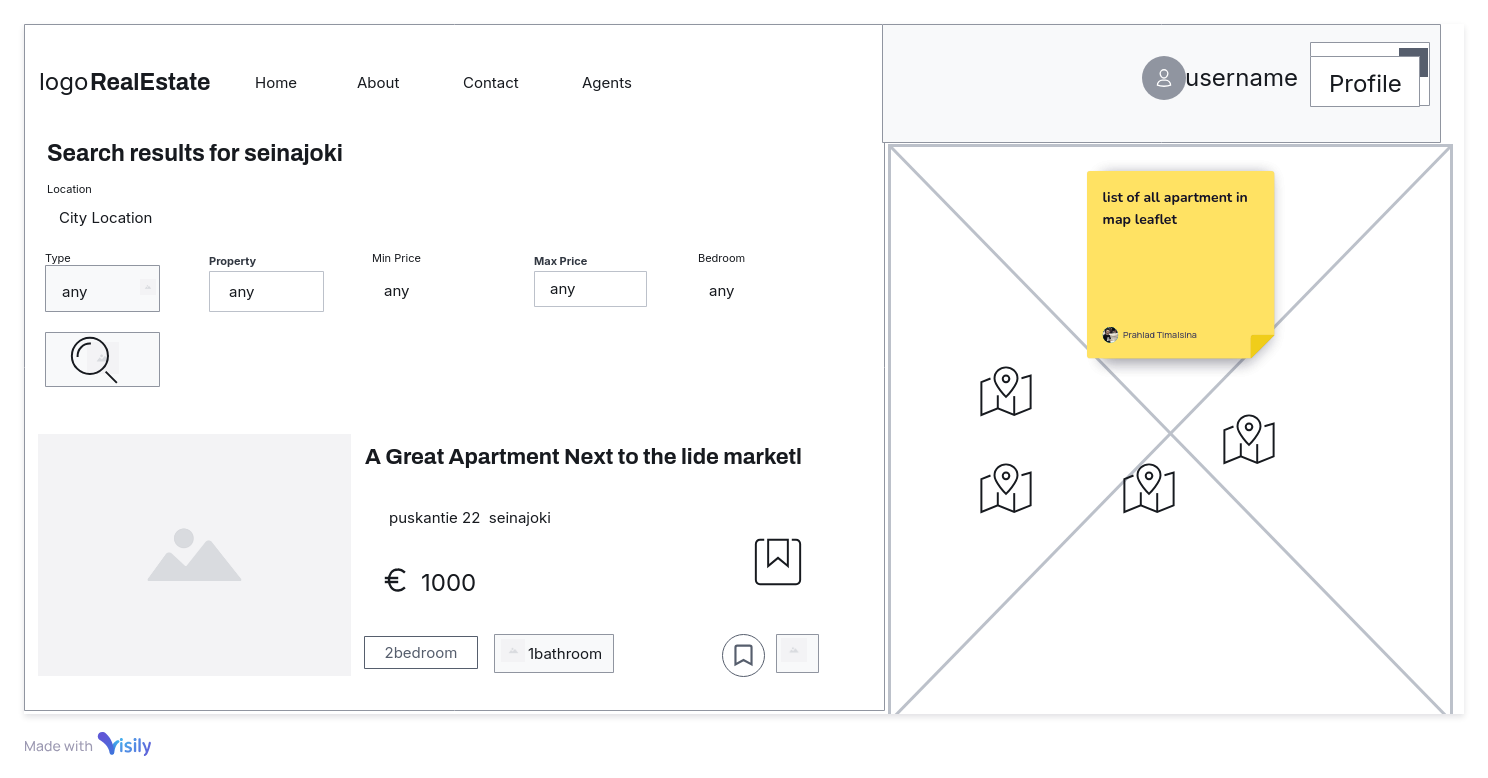 logo RealEstate Home About Contact Agents username Profile
Search results for seinajoki
Location
City Location
Type Property Min Price Max Price Bedroom
any any any any any
A Great Apartment Next to the lide marketl
puskantie 22 seinajoki
€ 1000
2bedroom 1bathroom
list of all apartment in
map leaflet
Prahlad Timalsina
Made with Visily